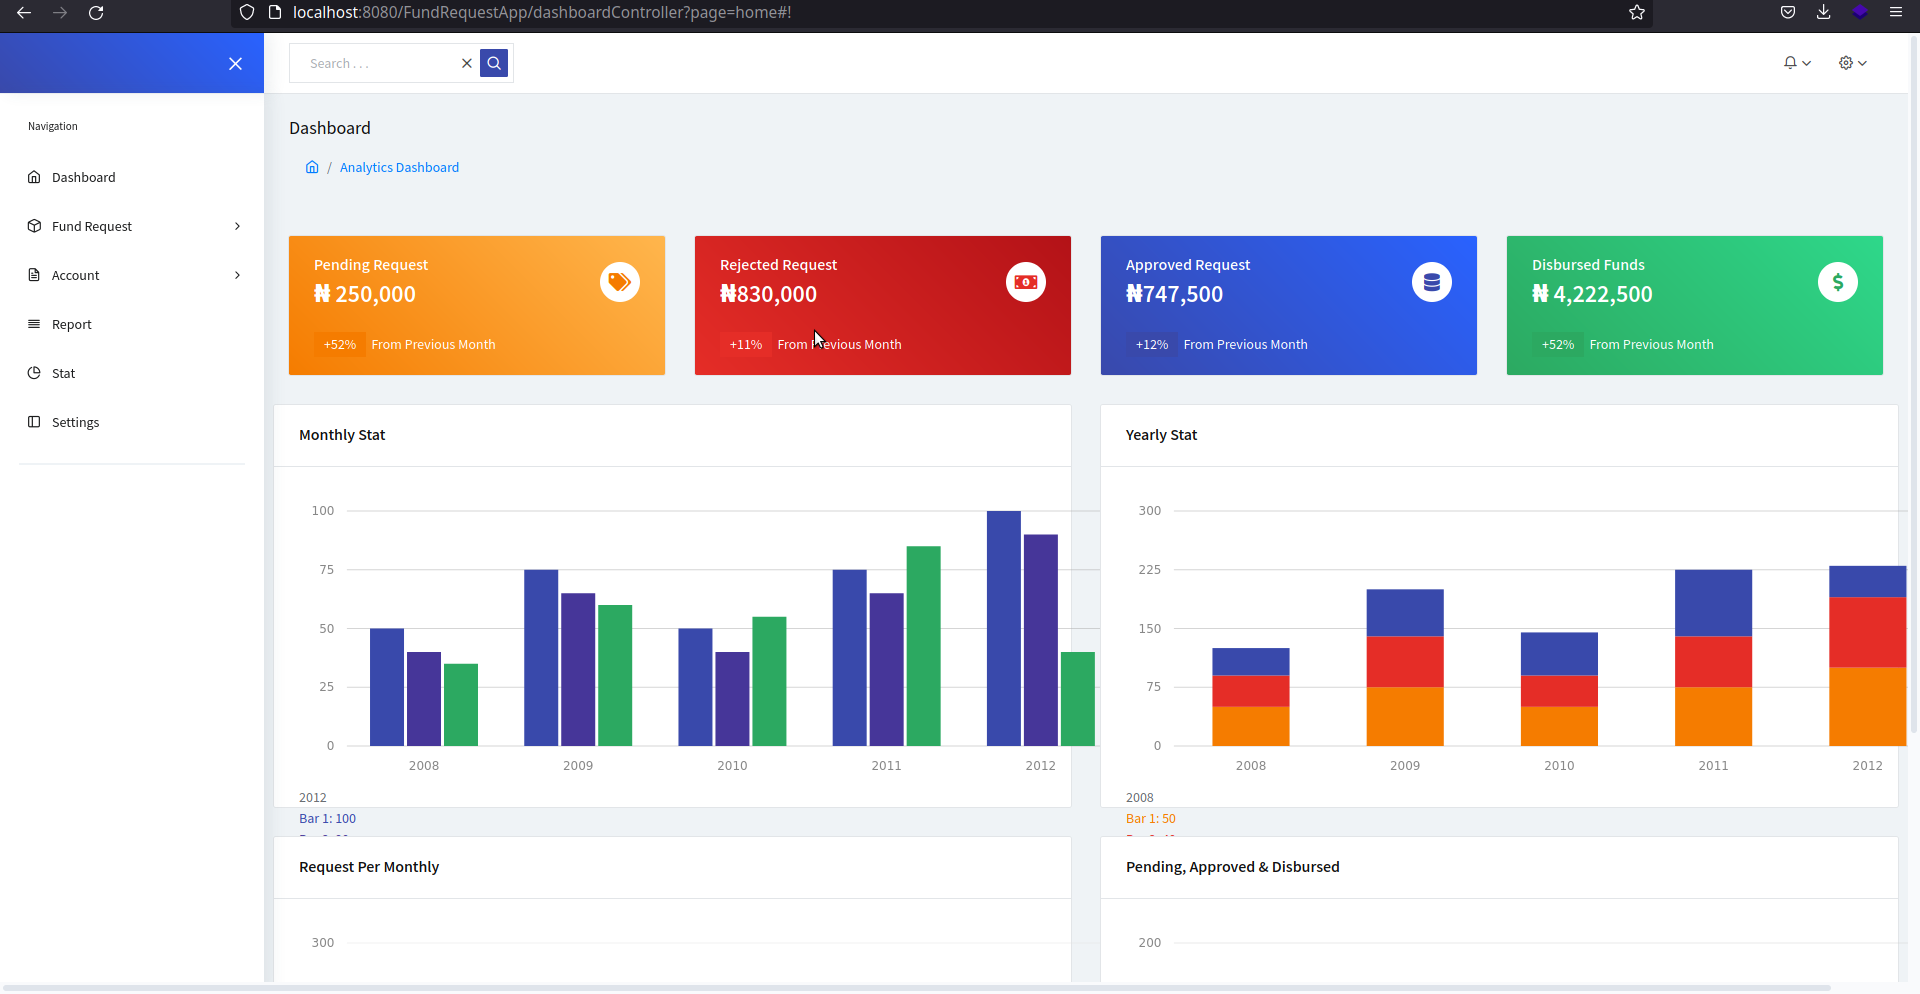 localhost:8080/FundRequestApp/dashboardController?page=home#!
Search . . .
Navigation
Dashboard
Fund Request
Account
Report
Stat
Settings
Dashboard
/ Analytics Dashboard
Pending Request
₦ 250,000
+52% From Previous Month
Rejected Request
₦830,000
+11% From Previous Month
Approved Request
₦747,500
+12% From Previous Month
Disbursed Funds
₦ 4,222,500
+52% From Previous Month
Monthly Stat
100
75
50
25
0
2008 2009 2010 2011 2012
2012
Bar 1: 100
Yearly Stat
300
225
150
75
0
2008 2009 2010 2011 2012
2008
Bar 1: 50
Request Per Monthly
300
Pending, Approved & Disbursed
200